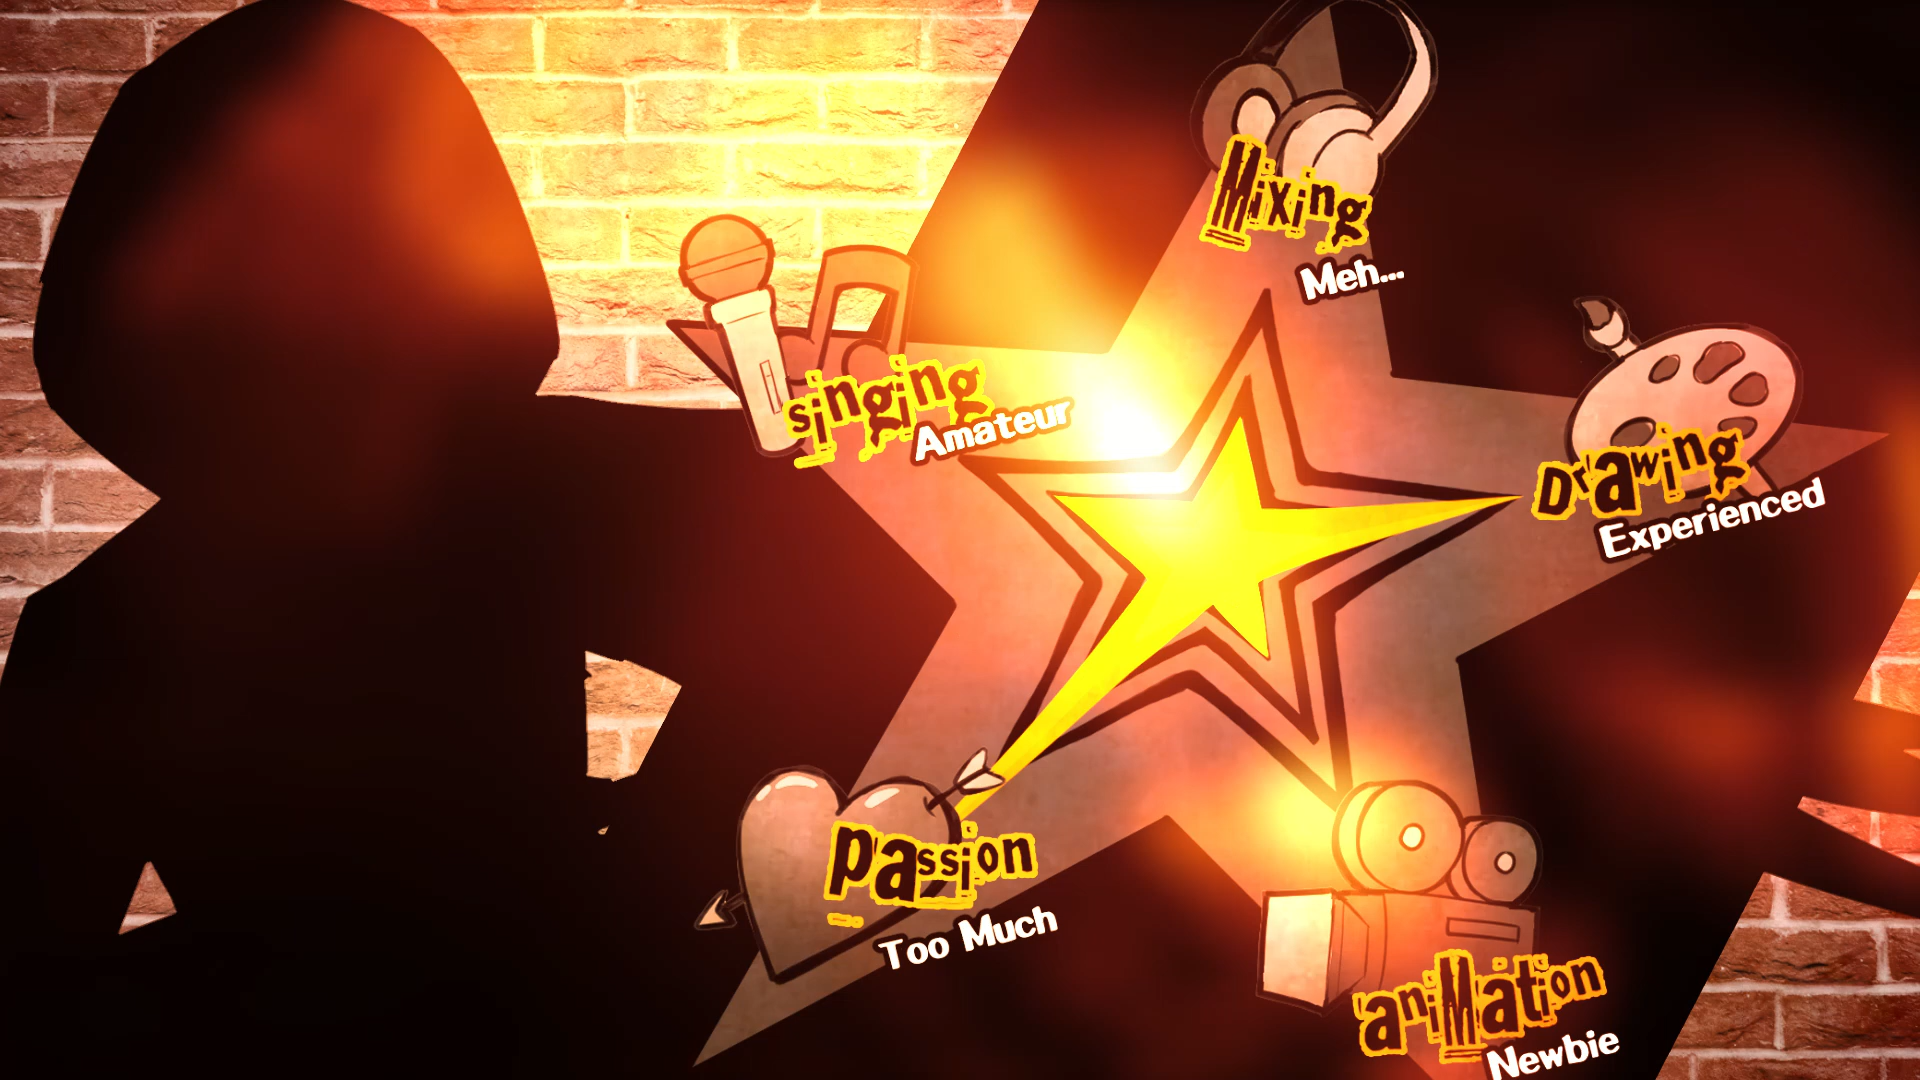 Mixing
Meh...
singing
Amateur
Drawing
Experienced
passion
Too Much
aniMation
Newbie